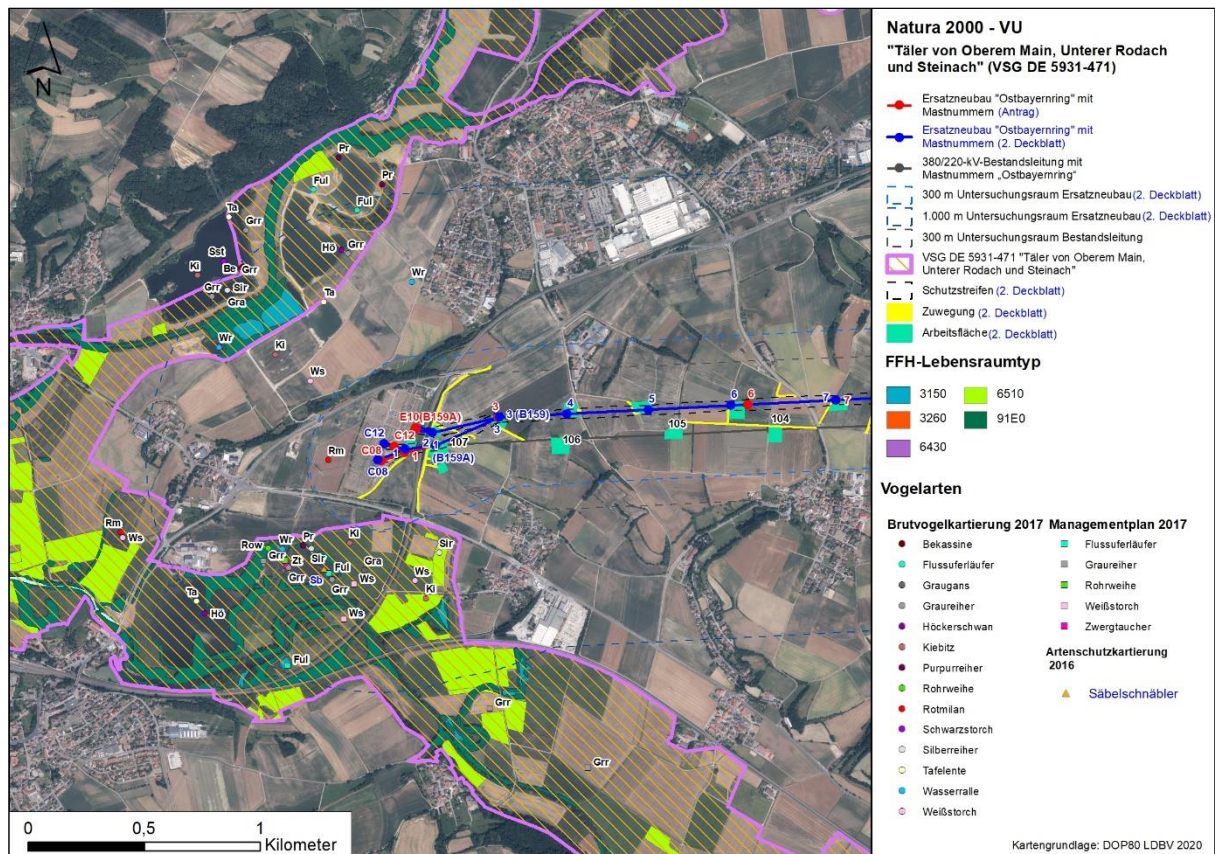 N
Pr
Pr
Ful
Ful
Ta
Grr
Hö
Grr
Sst
Be
Grr
Ki
Grr
Sir
Gra
Wr
Ta
Wr
Ki
Ws
E10(B159A)
3
3 (B159)
3
4
5
6
6
7
7
C12
C12
C08
C08
1
1
2
1
(B159A)
107
106
105
104
Rm
Rm
Ws
Row
Wr
Pr
Sir
Ki
Gra
Sir
Grr
Zt
Grr
Ful
Sb
Grr
Ws
Ws
Ki
Ta
Hö
Ws
Ful
Grr
Grr
0 0,5 1
Kilometer
Natura 2000 - VU
"Täler von Oberem Main, Unterer Rodach
und Steinach" (VSG DE 5931-471)
Ersatzneubau "Ostbayernring" mit
Mastnummern (Antrag)
Ersatzneubau "Ostbayernring" mit
Mastnummern (2. Deckblatt)
380/220-kV-Bestandsleitung mit
Mastnummern „Ostbayernring"
300 m Untersuchungsraum Ersatzneubau (2. Deckblatt)
1.000 m Untersuchungsraum Ersatzneubau (2. Deckblatt)
300 m Untersuchungsraum Bestandsleitung
VSG DE 5931-471 "Täler von Oberem Main,
Unterer Rodach und Steinach"
Schutzstreifen (2. Deckblatt)
Zuwegung (2. Deckblatt)
Arbeitsfläche (2. Deckblatt)
FFH-Lebensraumtyp
3150 6510
3260 91E0
6430
Vogelarten
Brutvogelkartierung 2017
Bekassine
Flussuferläufer
Graugans
Graureiher
Höckerschwan
Kiebitz
Purpurreiher
Rohrweihe
Rotmilan
Schwarzstorch
Silberreiher
Tafelente
Wasserralle
Weißstorch
Managementplan 2017
Flussuferläufer
Graureiher
Rohrweihe
Weißstorch
Zwergtaucher
Artenschutzkartierung
2016
Säbelschnäbler
Kartengrundlage: DOP80 LDBV 2020